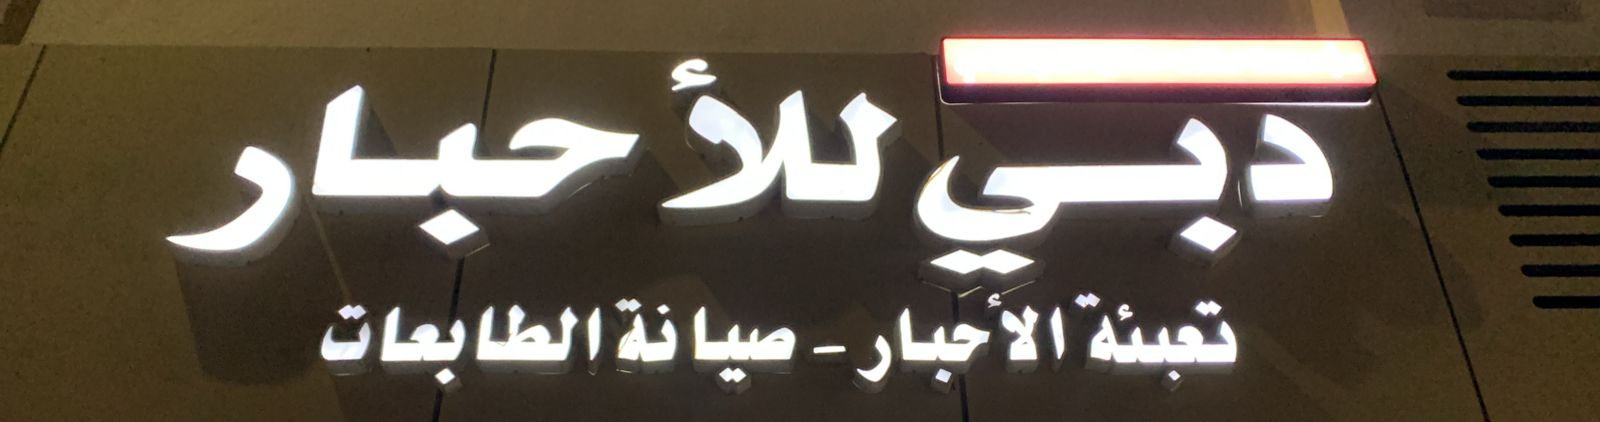 دبي للأحبار
تعبئة الأحبار - صيانة الطابعات